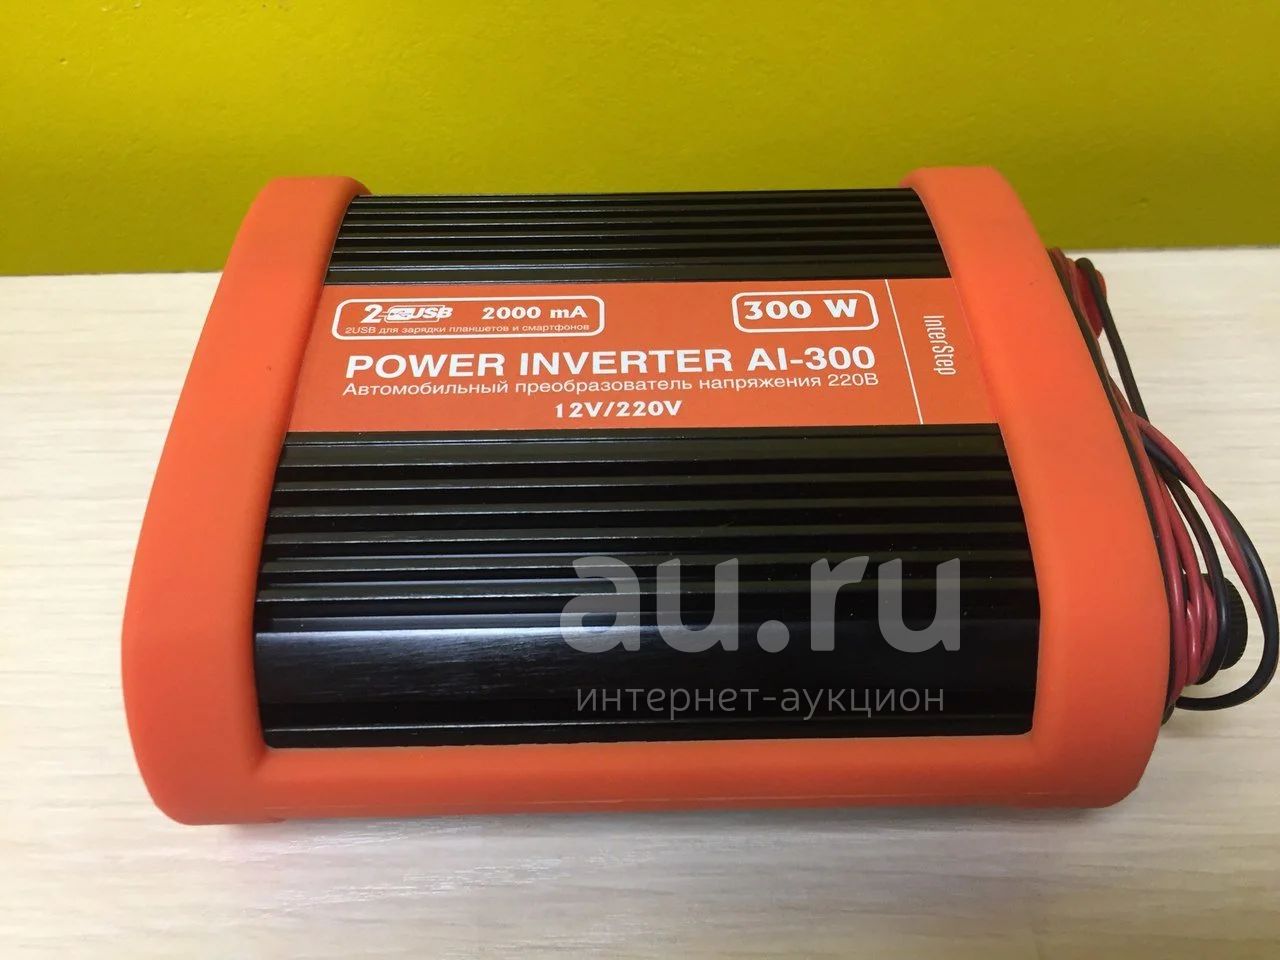 2 USB 2000 mA
2USB для зарядки планшетов и смартфонов
300 W
POWER INVERTER AI-300
Автомобильный преобразователь напряжения 220В
12V/220V
InterStep
au.ru
интернет-аукцион